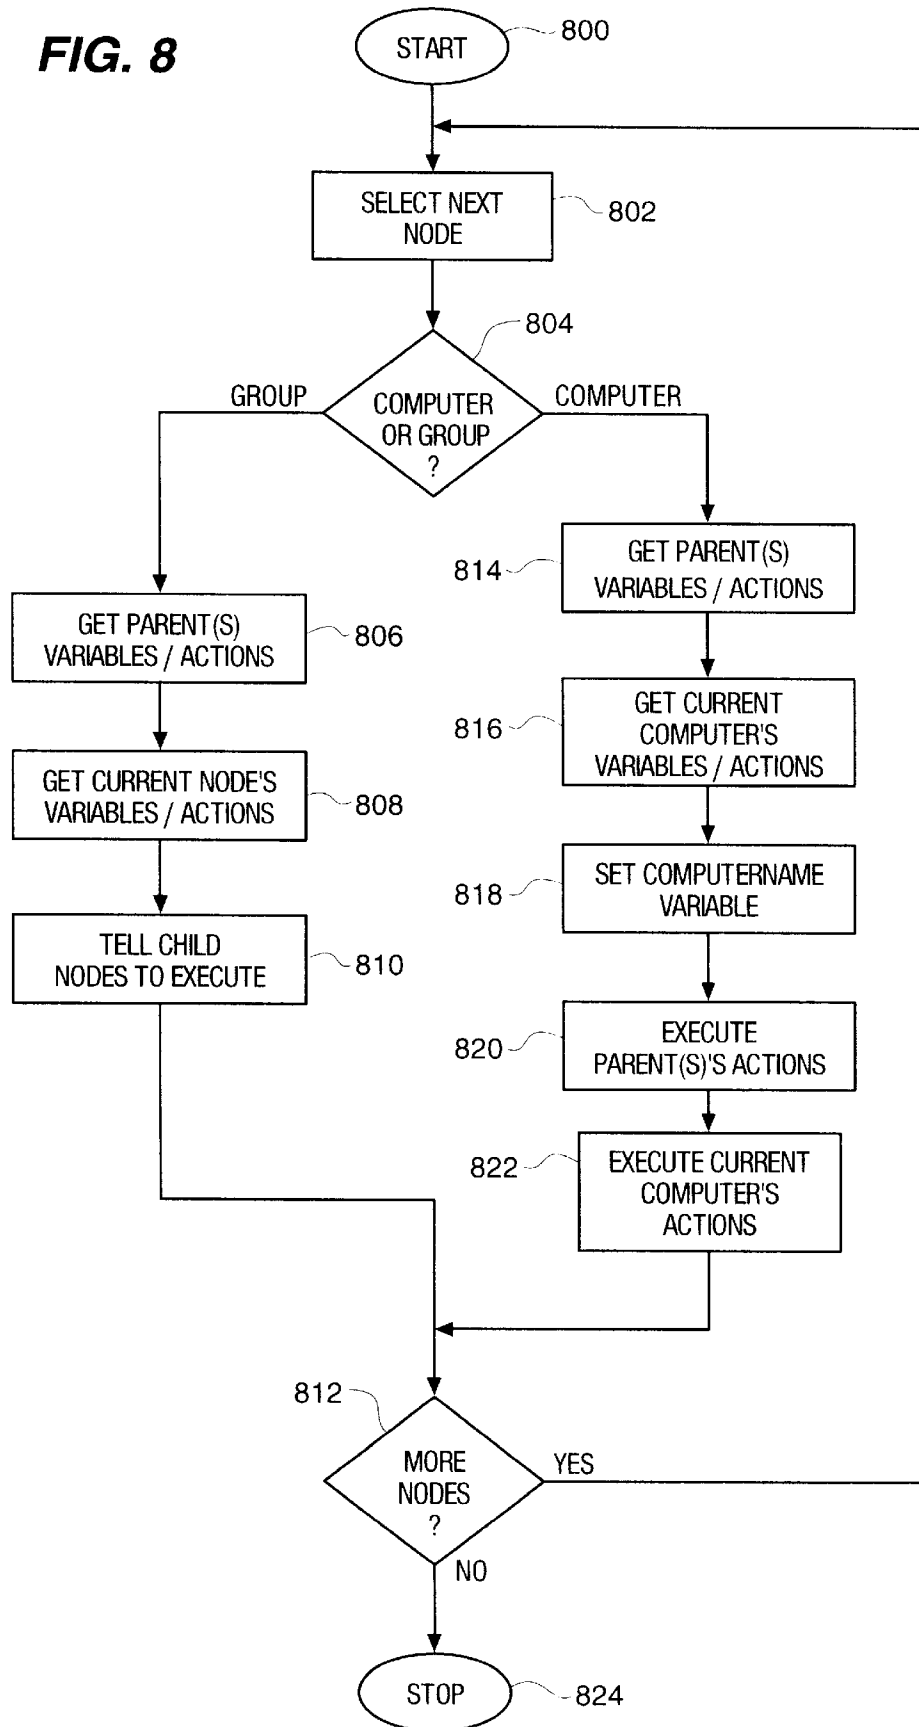 FIG. 8
START
800
SELECT NEXT
NODE
802
804
GROUP
COMPUTER
OR GROUP
?
COMPUTER
GET PARENT(S)
VARIABLES / ACTIONS
806
GET CURRENT NODE'S
VARIABLES / ACTIONS
808
TELL CHILD
NODES TO EXECUTE
810
814
GET PARENT(S)
VARIABLES / ACTIONS
816
GET CURRENT
COMPUTER'S
VARIABLES / ACTIONS
818
SET COMPUTERNAME
VARIABLE
820
EXECUTE
PARENT(S)'S ACTIONS
822
EXECUTE CURRENT
COMPUTER'S
ACTIONS
812
MORE
NODES
?
YES
NO
STOP
824